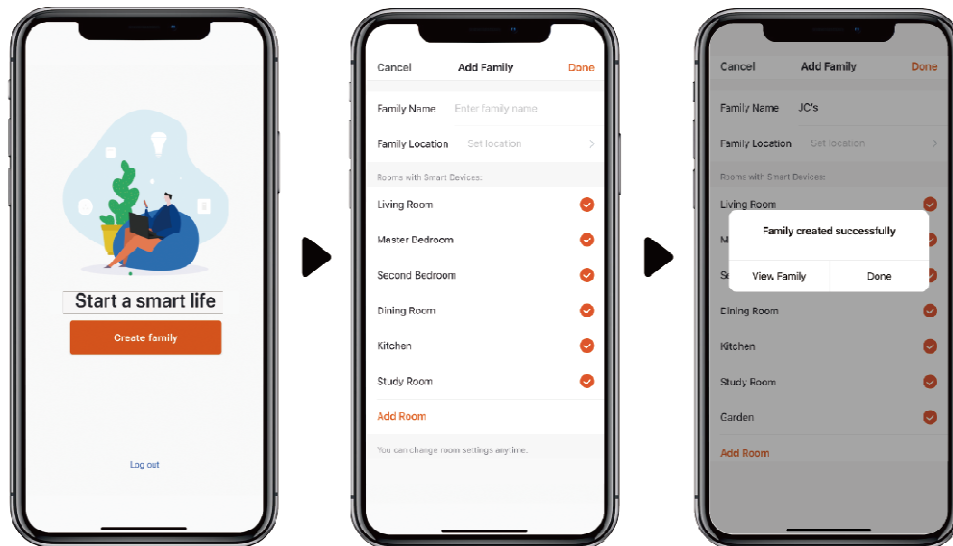 Start a smart life
Create family
Log out
Cancel Add Family Done
Family Name Enter family name
Family Location Set location
Rooms with Smart Devices:
Living Room
Master Bedroom
Second Bedroom
Dining Room
Kitchen
Study Room
Add Room
You can change room settings anytime.
Cancel Add Family Done
Family Name JC's
Family Location Set location
Rooms with Smart Devices:
Living Room
Family created successfully
View Family Done
Dining Room
Kitchen
Study Room
Garden
Add Room